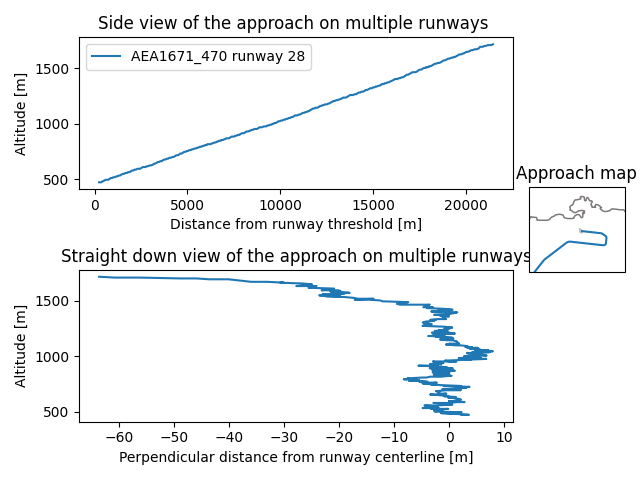 Side view of the approach on multiple runways
AEA1671_470 runway 28
Altitude [m]
1500
1000
500
0
5000
10000
15000
20000
Distance from runway threshold [m]
Approach map
Straight down view of the approach on multiple runways
Altitude [m]
1500
1000
500
−60
−50
−40
−30
−20
−10
0
10
Perpendicular distance from runway centerline [m]